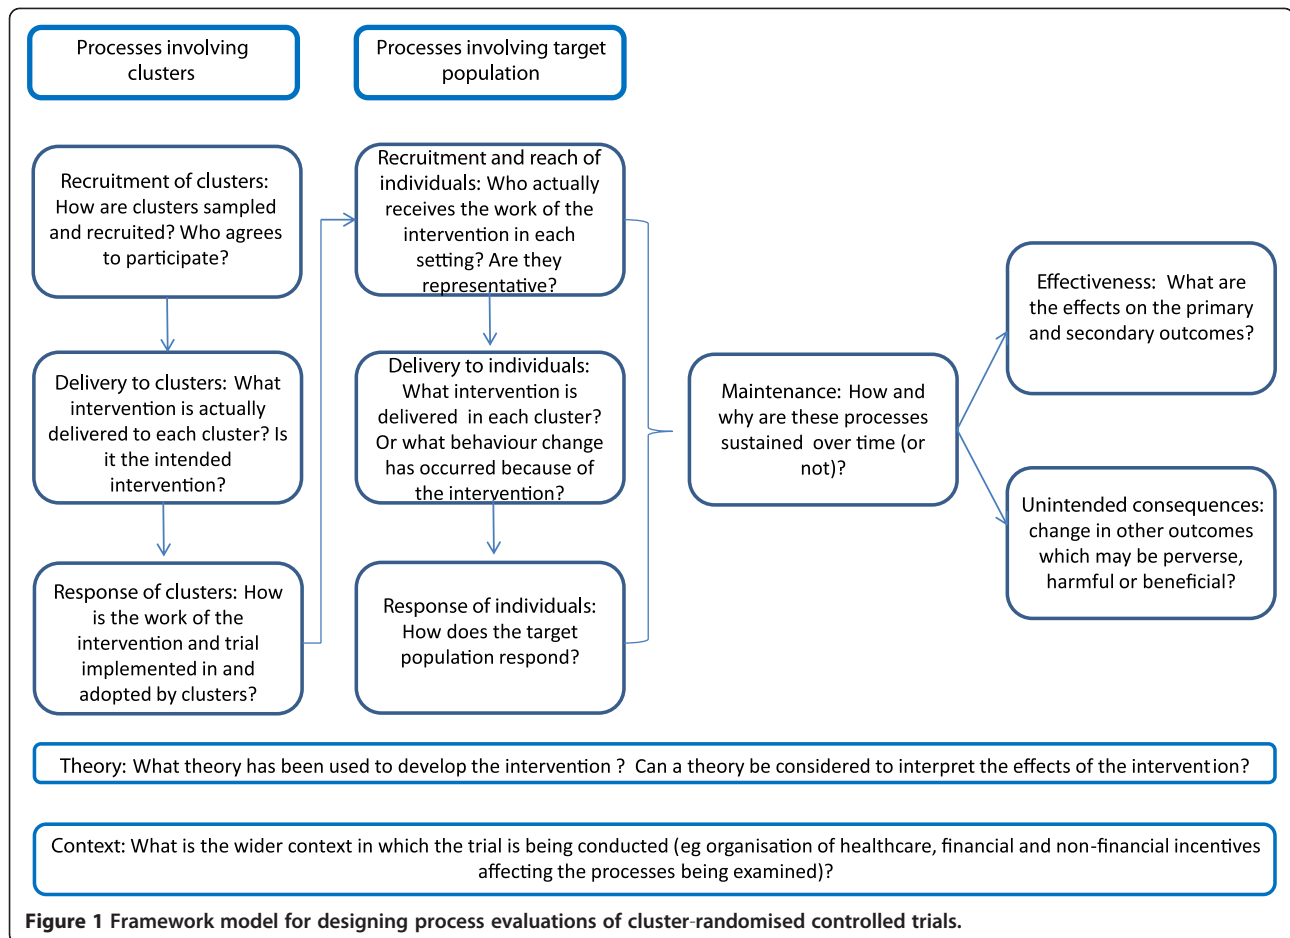 Processes involving
clusters
Processes involving target
population
Recruitment of clusters:
How are clusters sampled
and recruited? Who agrees
to participate?
Delivery to clusters: What
intervention is actually
delivered to each cluster? Is
it the intended
intervention?
Response of clusters: How
is the work of the
intervention and trial
implemented in and
adopted by clusters?
Recruitment and reach of
individuals: Who actually
receives the work of the
intervention in each
setting? Are they
representative?
Delivery to individuals:
What intervention is
delivered in each cluster?
Or what behaviour change
has occurred because of
the intervention?
Response of individuals:
How does the target
population respond?
Maintenance: How and
why are these processes
sustained over time (or
not)?
Effectiveness: What are
the effects on the primary
and secondary outcomes?
Unintended consequences:
change in other outcomes
which may be perverse,
harmful or beneficial?
Theory: What theory has been used to develop the intervention ? Can a theory be considered to interpret the effects of the intervention?
Context: What is the wider context in which the trial is being conducted (eg organisation of healthcare, financial and non-financial incentives
affecting the processes being examined)?
Figure 1 Framework model for designing process evaluations of cluster-randomised controlled trials.